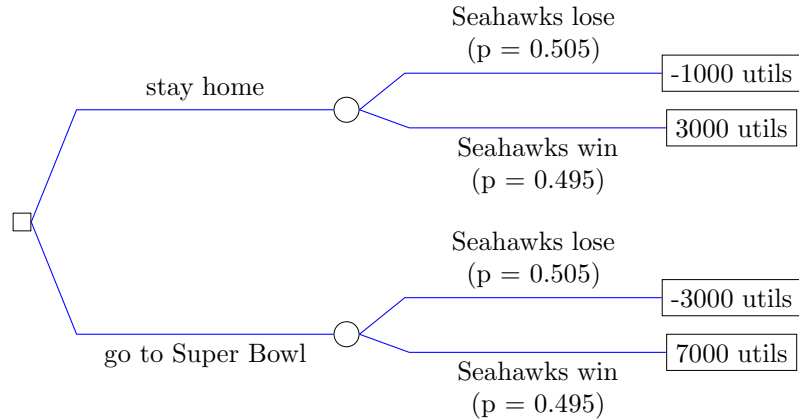 Seahawks lose
(p = 0.505)
-1000 utils
stay home
3000 utils
Seahawks win
(p = 0.495)
Seahawks lose
(p = 0.505)
-3000 utils
go to Super Bowl
7000 utils
Seahawks win
(p = 0.495)